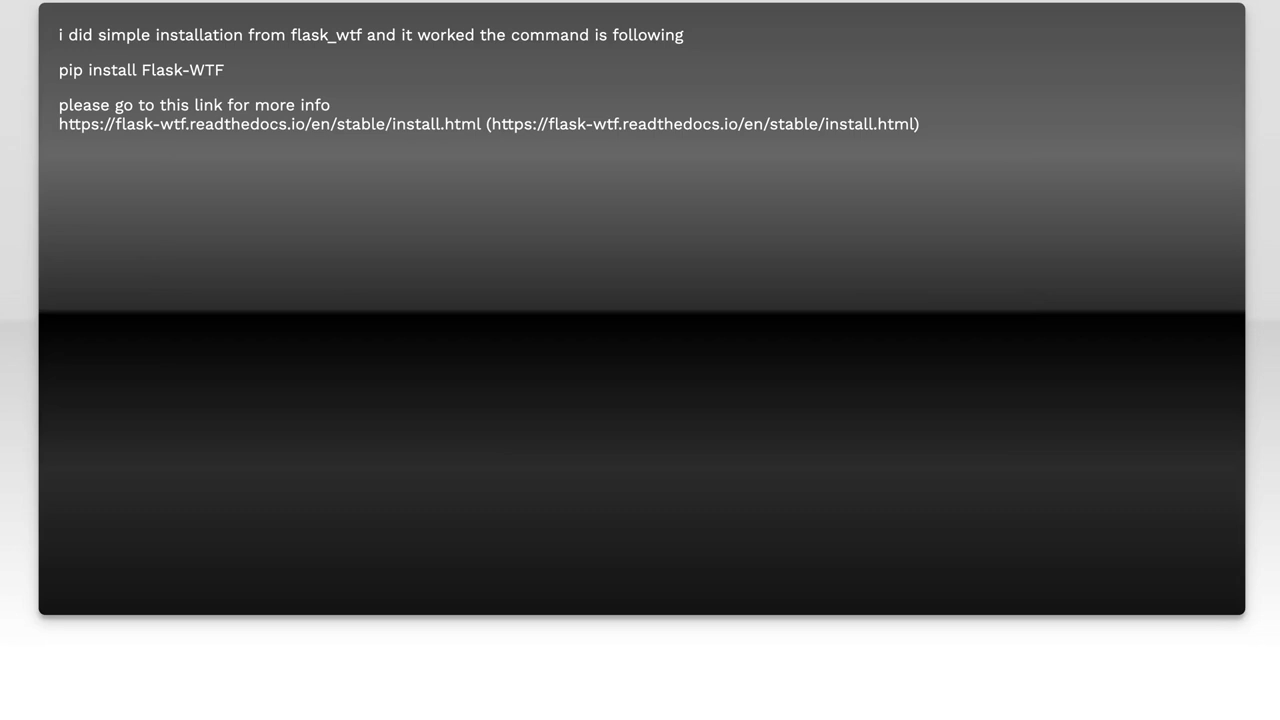 i did simple installation from flask_wtf and it worked the command is following
pip install Flask-WTF
please go to this link for more info
https://flask-wtf.readthedocs.io/en/stable/install.html (https://flask-wtf.readthedocs.io/en/stable/install.html)